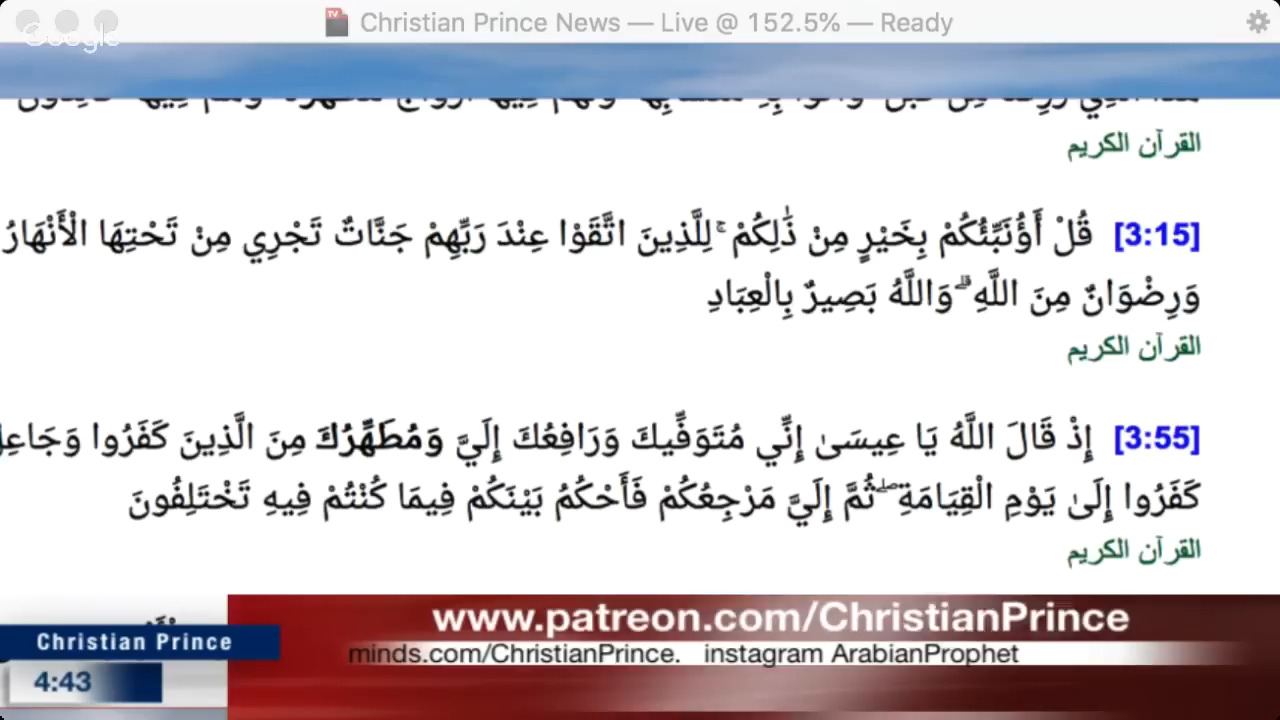 Christian Prince News — Live @ 152.5% — Ready
Google
القرآن الكريم
[3:15] قُلْ أَؤُنَبِّئُكُمْ بِخَيْرٍ مِنْ ذَٰلِكُمْ ۚ لِلَّذِينَ اتَّقَوْا عِنْدَ رَبِّهِمْ جَنَّاتٌ تَجْرِي مِنْ تَحْتِهَا الْأَنْهَارُ
وَرِضْوَانٌ مِنَ اللَّهِ ۗ وَاللَّهُ بَصِيرٌ بِالْعِبَادِ
القرآن الكريم
[3:55] إِذْ قَالَ اللَّهُ يَا عِيسَىٰ إِنِّي مُتَوَفِّيكَ وَرَافِعُكَ إِلَيَّ وَمُطَهِّرُكَ مِنَ الَّذِينَ كَفَرُوا
كَفَرُوا إِلَىٰ يَوْمِ الْقِيَامَةِ ۖ ثُمَّ إِلَيَّ مَرْجِعُكُمْ فَأَحْكُمُ بَيْنَكُمْ فِيمَا كُنْتُمْ فِيهِ تَخْتَلِفُونَ
القرآن الكريم
www.patreon.com/ChristianPrince
Christian Prince
minds.com/ChristianPrince. instagram ArabianProphet
4:43